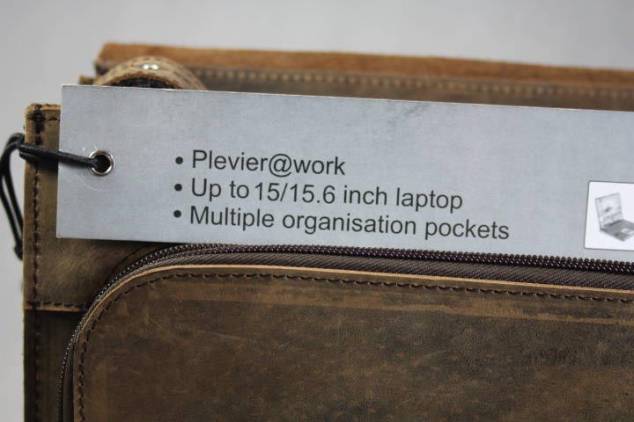 • Plevier@work
• Up to 15/15.6 inch laptop
• Multiple organisation pockets